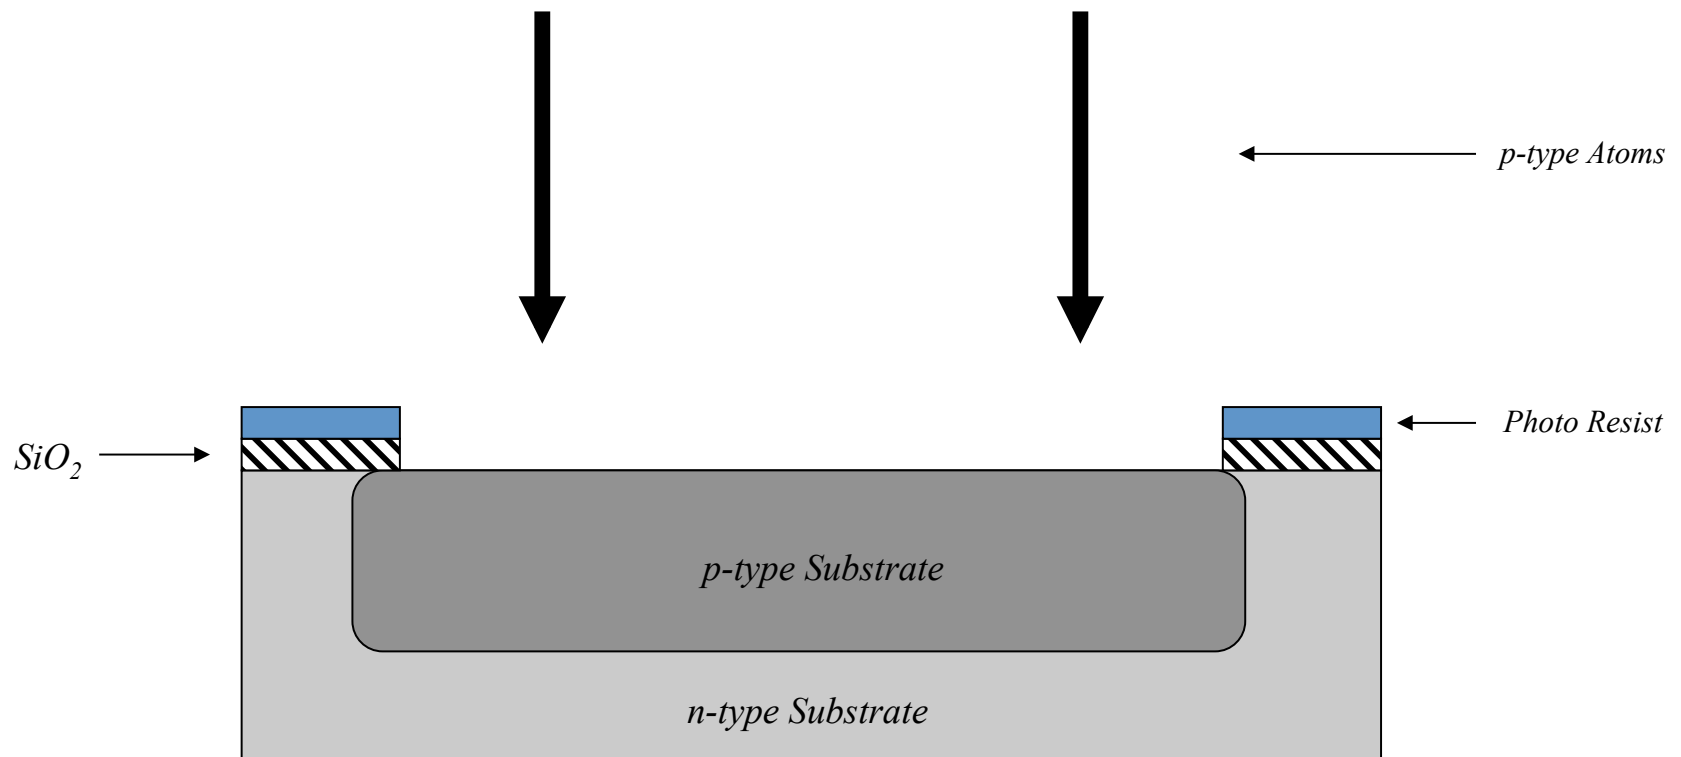 p-type Atoms
Photo Resist
SiO₂
p-type Substrate
n-type Substrate